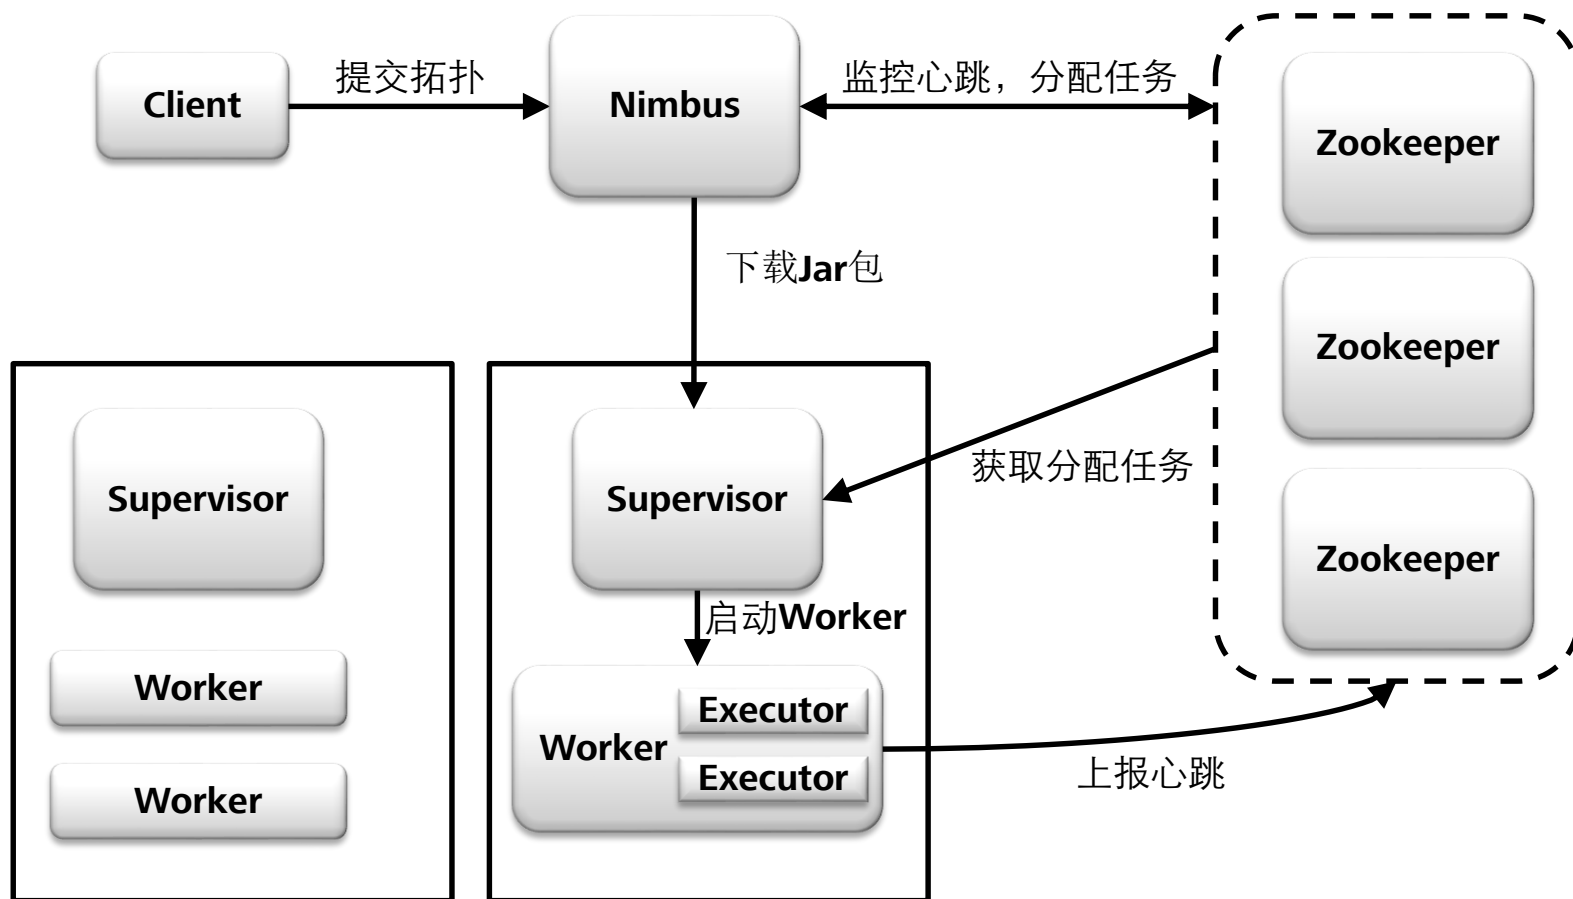 Client
提交拓扑
Nimbus
监控心跳，分配任务
Zookeeper
下载Jar包
Zookeeper
获取分配任务
Supervisor
Supervisor
Zookeeper
启动Worker
Worker
Worker
Worker
Executor
Executor
上报心跳